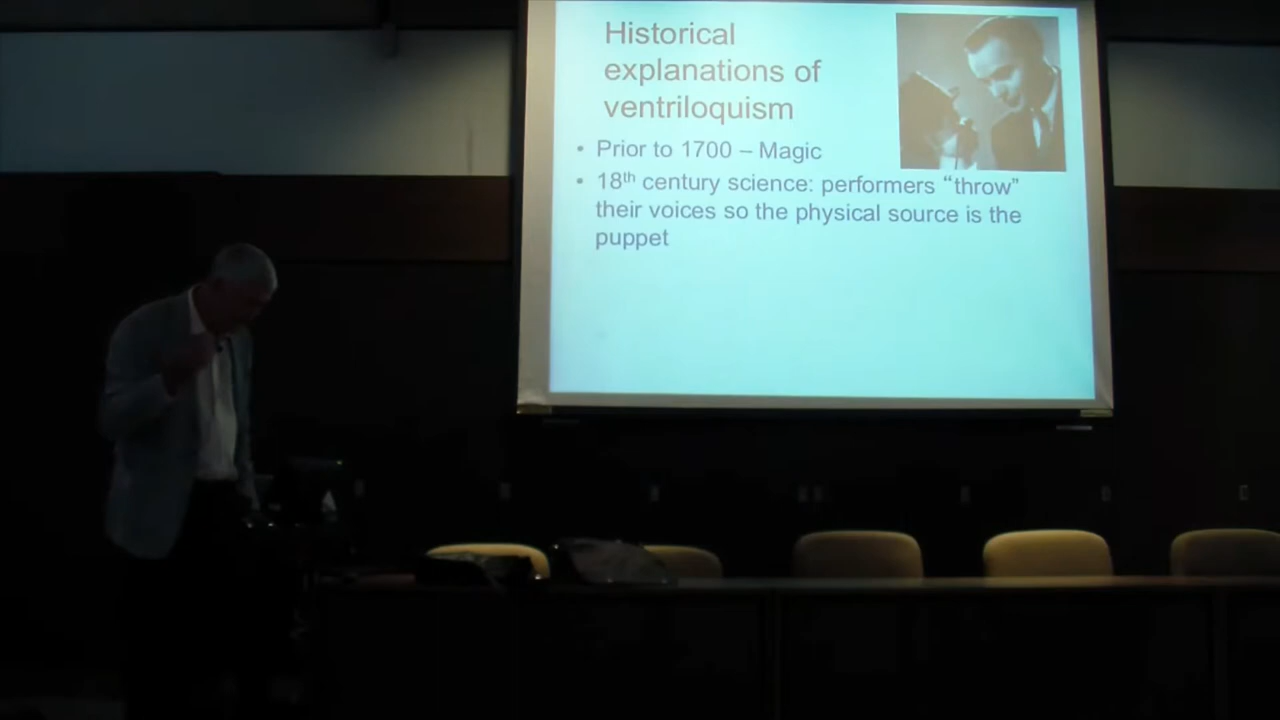 Historical
explanations of
ventriloquism
• Prior to 1700 – Magic
• 18th century science: performers “throw”
their voices so the physical source is the
puppet